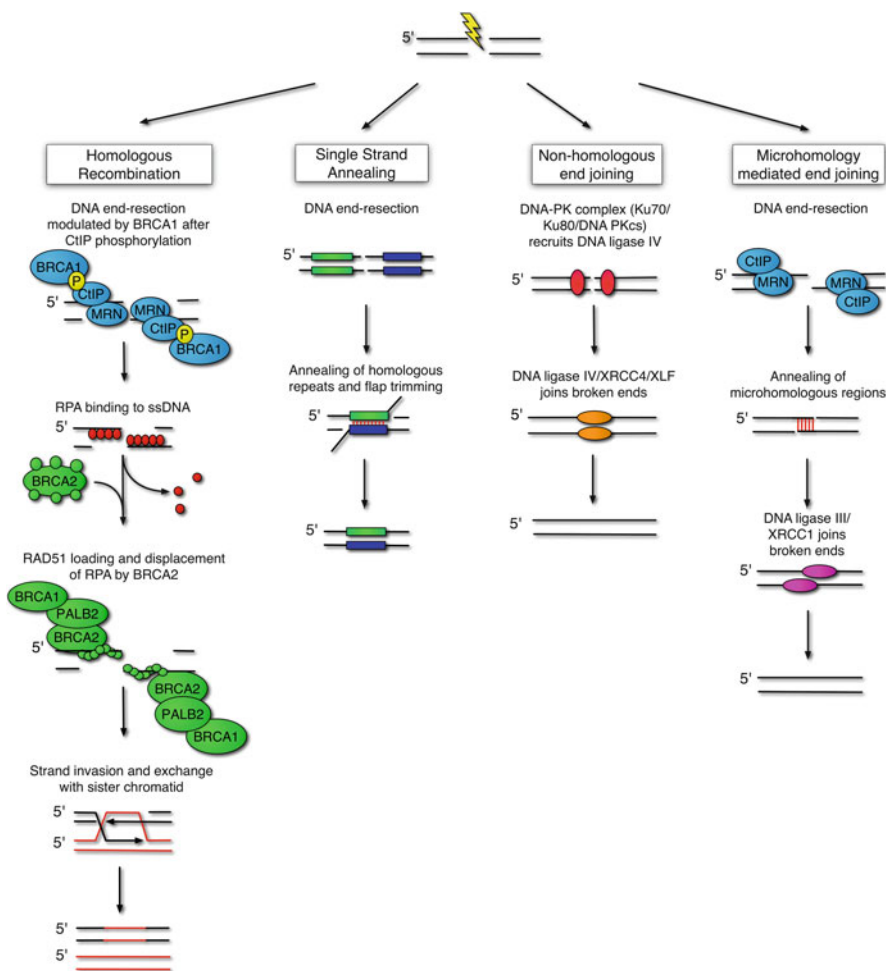 5'
Homologous
Recombination
DNA end-resection
modulated by BRCA1 after
CtIP phosphorylation
BRCA1
P
CtIP
5'
MRN
MRN
CtIP
P
BRCA1
RPA binding to ssDNA
5'
BRCA2
RAD51 loading and displacement
of RPA by BRCA2
BRCA1
PALB2
BRCA2
5'
BRCA2
PALB2
BRCA1
Strand invasion and exchange
with sister chromatid
5'
5'
5'
5'
Single Strand
Annealing
DNA end-resection
5'
Annealing of homologous
repeats and flap trimming
5'
5'
Non-homologous
end joining
DNA-PK complex (Ku70/
Ku80/DNA PKcs)
recruits DNA ligase IV
5'
DNA ligase IV/XRCC4/XLF
joins broken ends
5'
5'
Microhomology
mediated end joining
DNA end-resection
CtIP
5'
MRN
MRN
CtIP
Annealing of
microhomologous regions
5'
DNA ligase III/
XRCC1 joins
broken ends
5'
5'